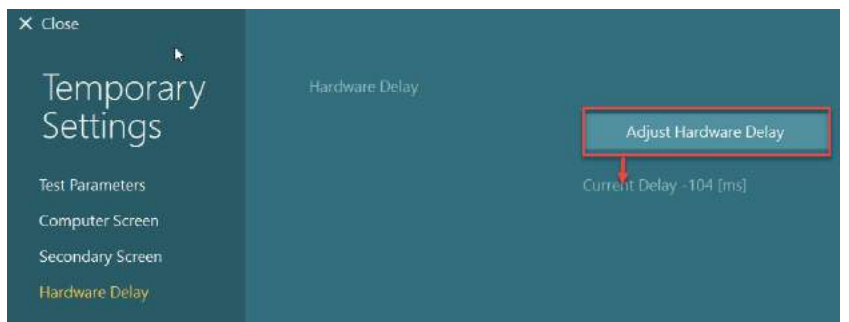 X Close
Temporary
Settings
Test Parameters
Computer Screen
Secondary Screen
Hardware Delay
Hardware Delay
Adjust Hardware Delay
Current Delay -104 [ms]